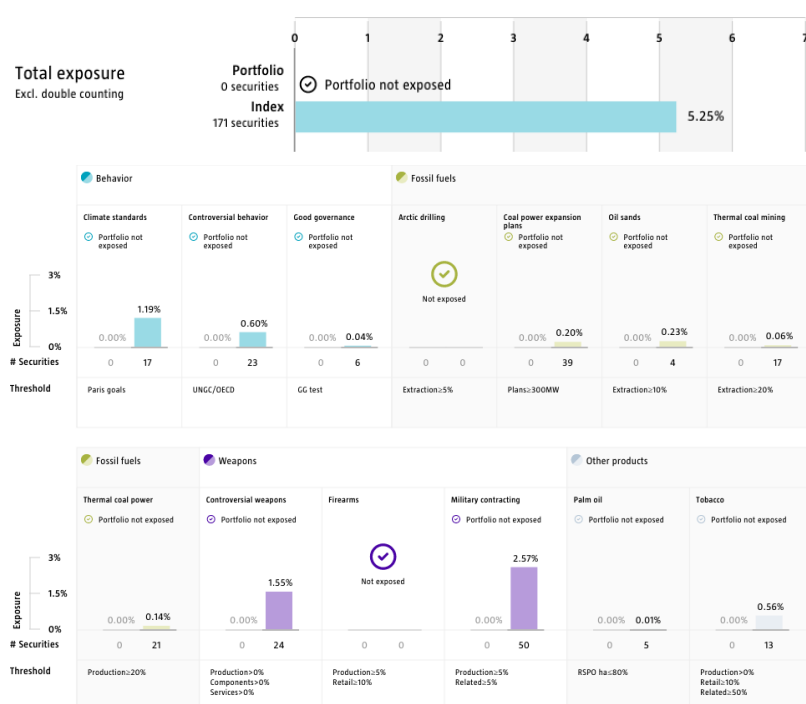 0 1 2 3 4 5 6 7
Total exposure
Excl. double counting
Portfolio
0 securities
Portfolio not exposed
Index
171 securities
5.25%
Behavior
Fossil fuels
Climate standards
Controversial behavior
Good governance
Arctic drilling
Coal power expansion
plans
Oil sands
Thermal coal mining
Portfolio not
exposed
Portfolio not
exposed
Portfolio not
exposed
Not exposed
Portfolio not
exposed
Portfolio not
exposed
Portfolio not
exposed
Exposure
3%
1.5%
0%
0.00% 1.19%
0.00% 0.60%
0.00% 0.04%
0.00% 0.20%
0.00% 0.23%
0.00% 0.06%
# Securities
0 17
0 23
0 6
0 0
0 39
0 4
0 17
Threshold
Paris goals
UNGC/OECD
GG test
Extraction≥5%
Plans≥300MW
Extraction≥10%
Extraction≥20%
Fossil fuels
Weapons
Other products
Thermal coal power
Controversial weapons
Firearms
Military contracting
Palm oil
Tobacco
Portfolio not exposed
Portfolio not exposed
Not exposed
Portfolio not exposed
Portfolio not exposed
Portfolio not exposed
Exposure
3%
1.5%
0%
0.00% 0.14%
0.00% 1.55%
0.00% 2.57%
0.00% 0.01%
0.00% 0.56%
# Securities
0 21
0 24
0 0
0 50
0 5
0 13
Threshold
Production≥20%
Production>0%
Components>0%
Services>0%
Production≥5%
Retail≥10%
Production≥5%
Related≥5%
RSPO ha≤80%
Production>0%
Retail≥10%
Related≥50%